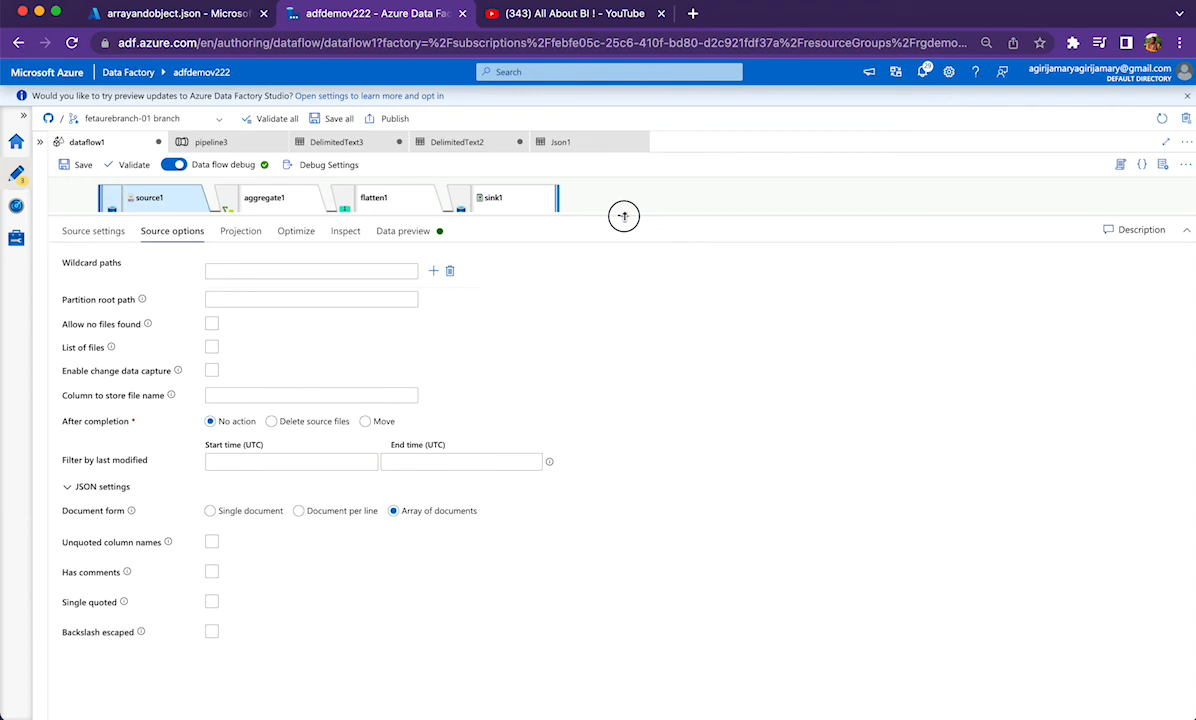 arrayandobject.json - Microsof
adfdemov222 - Azure Data Fac
(343) All About BI ! - YouTube
adf.azure.com/en/authoring/dataflow/dataflow1?factory=%2Fsubscriptions%2Ffebfe05c-25c6-410f-bd80-d2c921fdf37a%2FresourceGroups%2Frgdemo...
Microsoft Azure
Data Factory
adfdemov222
Search
29
agirijamaryagirijamary@gmail.com
DEFAULT DIRECTORY
Would you like to try preview updates to Azure Data Factory Studio? Open settings to learn more and opt in
/ fetaurebranch-01 branch
Validate all
Save all
Publish
dataflow1
pipeline3
DelimitedText3
DelimitedText2
Json1
Save
Validate
Data flow debug
Debug Settings
3
source1
aggregate1
flatten1
sink1
Source settings
Source options
Projection
Optimize
Inspect
Data preview
Description
Wildcard paths
Partition root path
Allow no files found
List of files
Enable change data capture
Column to store file name
After completion *
No action
Delete source files
Move
Start time (UTC)
End time (UTC)
Filter by last modified
JSON settings
Document form
Single document
Document per line
Array of documents
Unquoted column names
Has comments
Single quoted
Backslash escaped